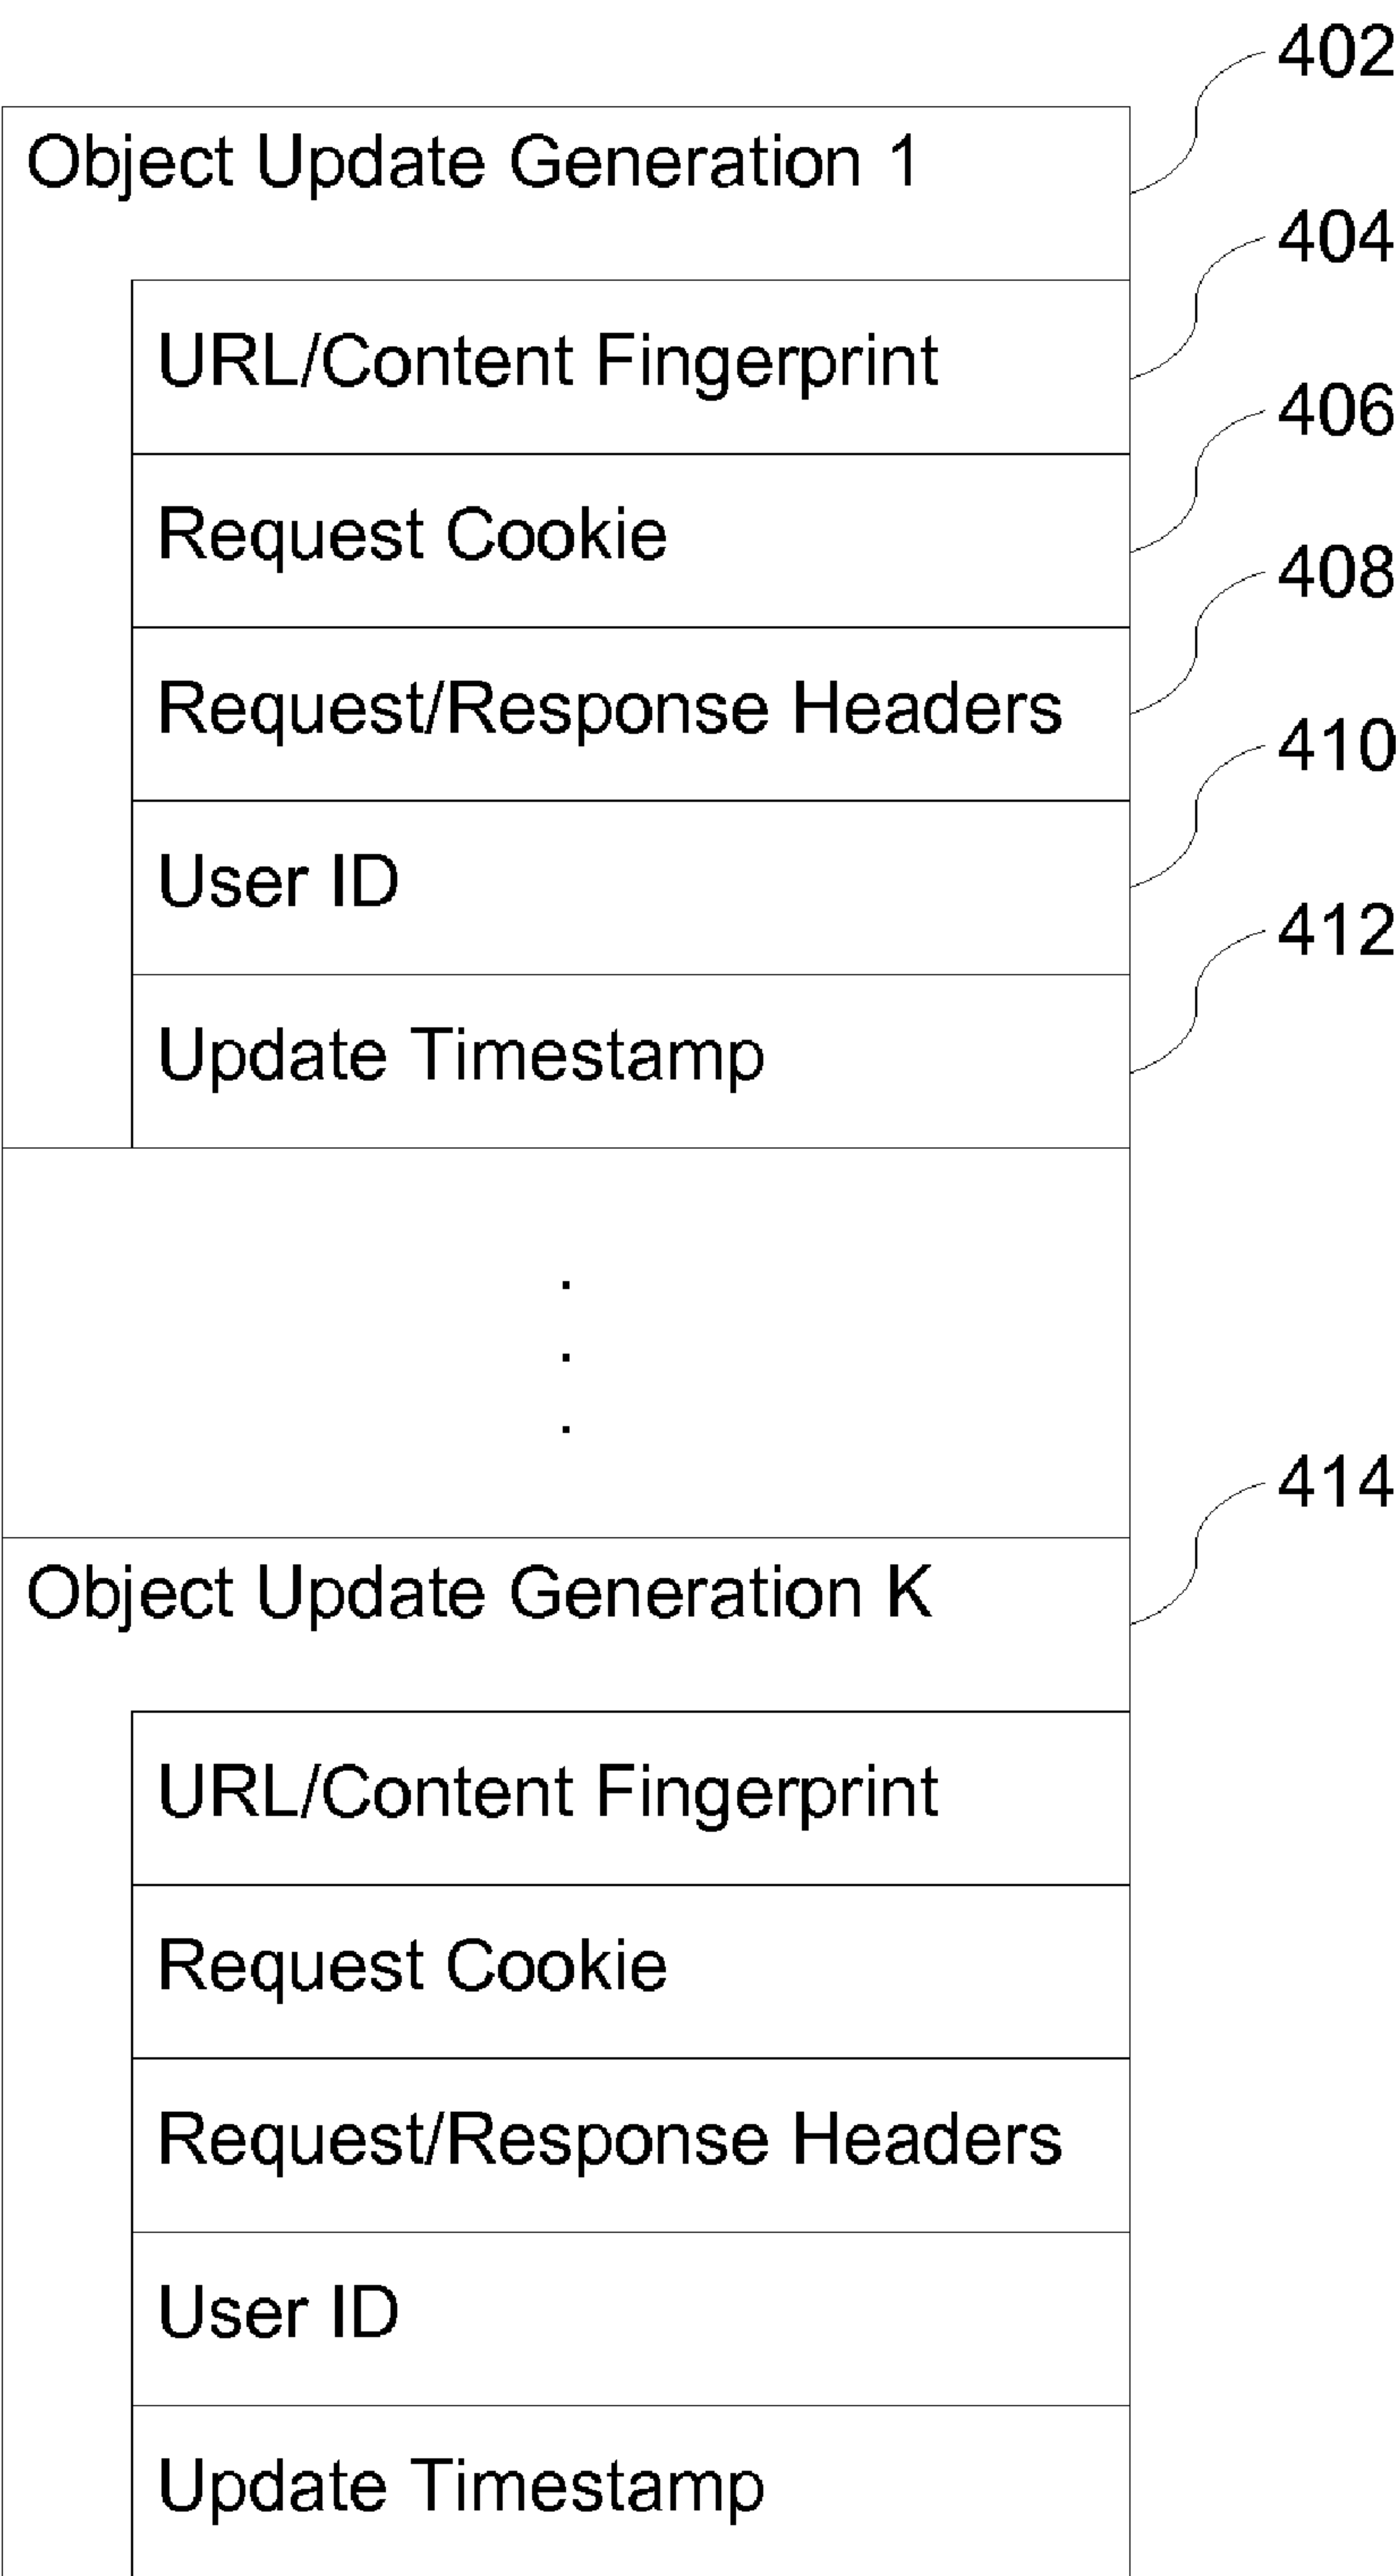 402
Object Update Generation 1
404
URL/Content Fingerprint
406
Request Cookie
408
Request/Response Headers
410
User ID
412
Update Timestamp
.
.
.
414
Object Update Generation K
URL/Content Fingerprint
Request Cookie
Request/Response Headers
User ID
Update Timestamp